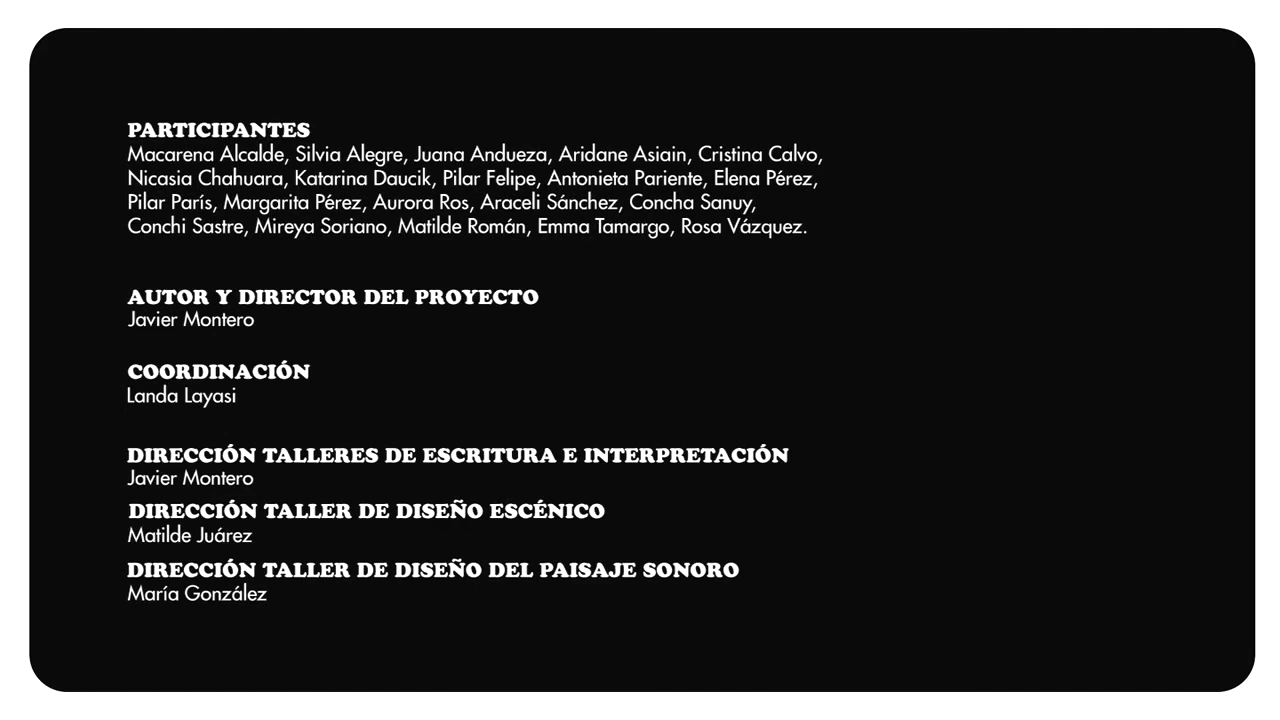 PARTICIPANTES
Macarena Alcalde, Silvia Alegre, Juana Andueza, Aridane Asiain, Cristina Calvo,
Nicasia Chahuara, Katarina Daucik, Pilar Felipe, Antonieta Pariente, Elena Pérez,
Pilar París, Margarita Pérez, Aurora Ros, Araceli Sánchez, Concha Sanuy,
Conchi Sastre, Mireya Soriano, Matilde Román, Emma Tamargo, Rosa Vázquez.
AUTOR Y DIRECTOR DEL PROYECTO
Javier Montero
COORDINACIÓN
Landa Layasi
DIRECCIÓN TALLERES DE ESCRITURA E INTERPRETACIÓN
Javier Montero
DIRECCIÓN TALLER DE DISEÑO ESCÉNICO
Matilde Juárez
DIRECCIÓN TALLER DE DISEÑO DEL PAISAJE SONORO
María González